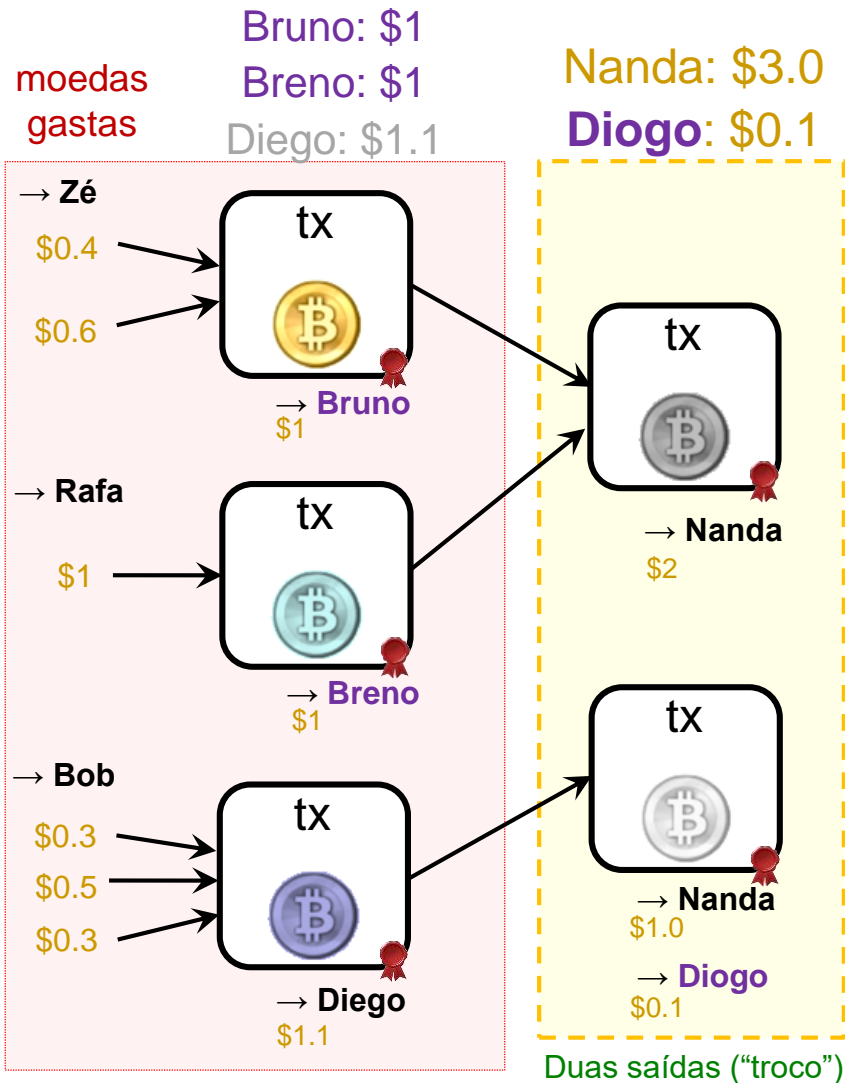 Bruno: $1
Breno: $1
Diego: $1.1
moedas
gastas
Nanda: $3.0
Diogo: $0.1
→ Zé
$0.4
$0.6
tx
→ Bruno
$1
→ Rafa
$1
tx
→ Breno
$1
→ Bob
$0.3
$0.5
$0.3
tx
→ Diego
$1.1
tx
→ Nanda
$2
tx
→ Nanda
$1.0
→ Diogo
$0.1
Duas saídas (“troco”)